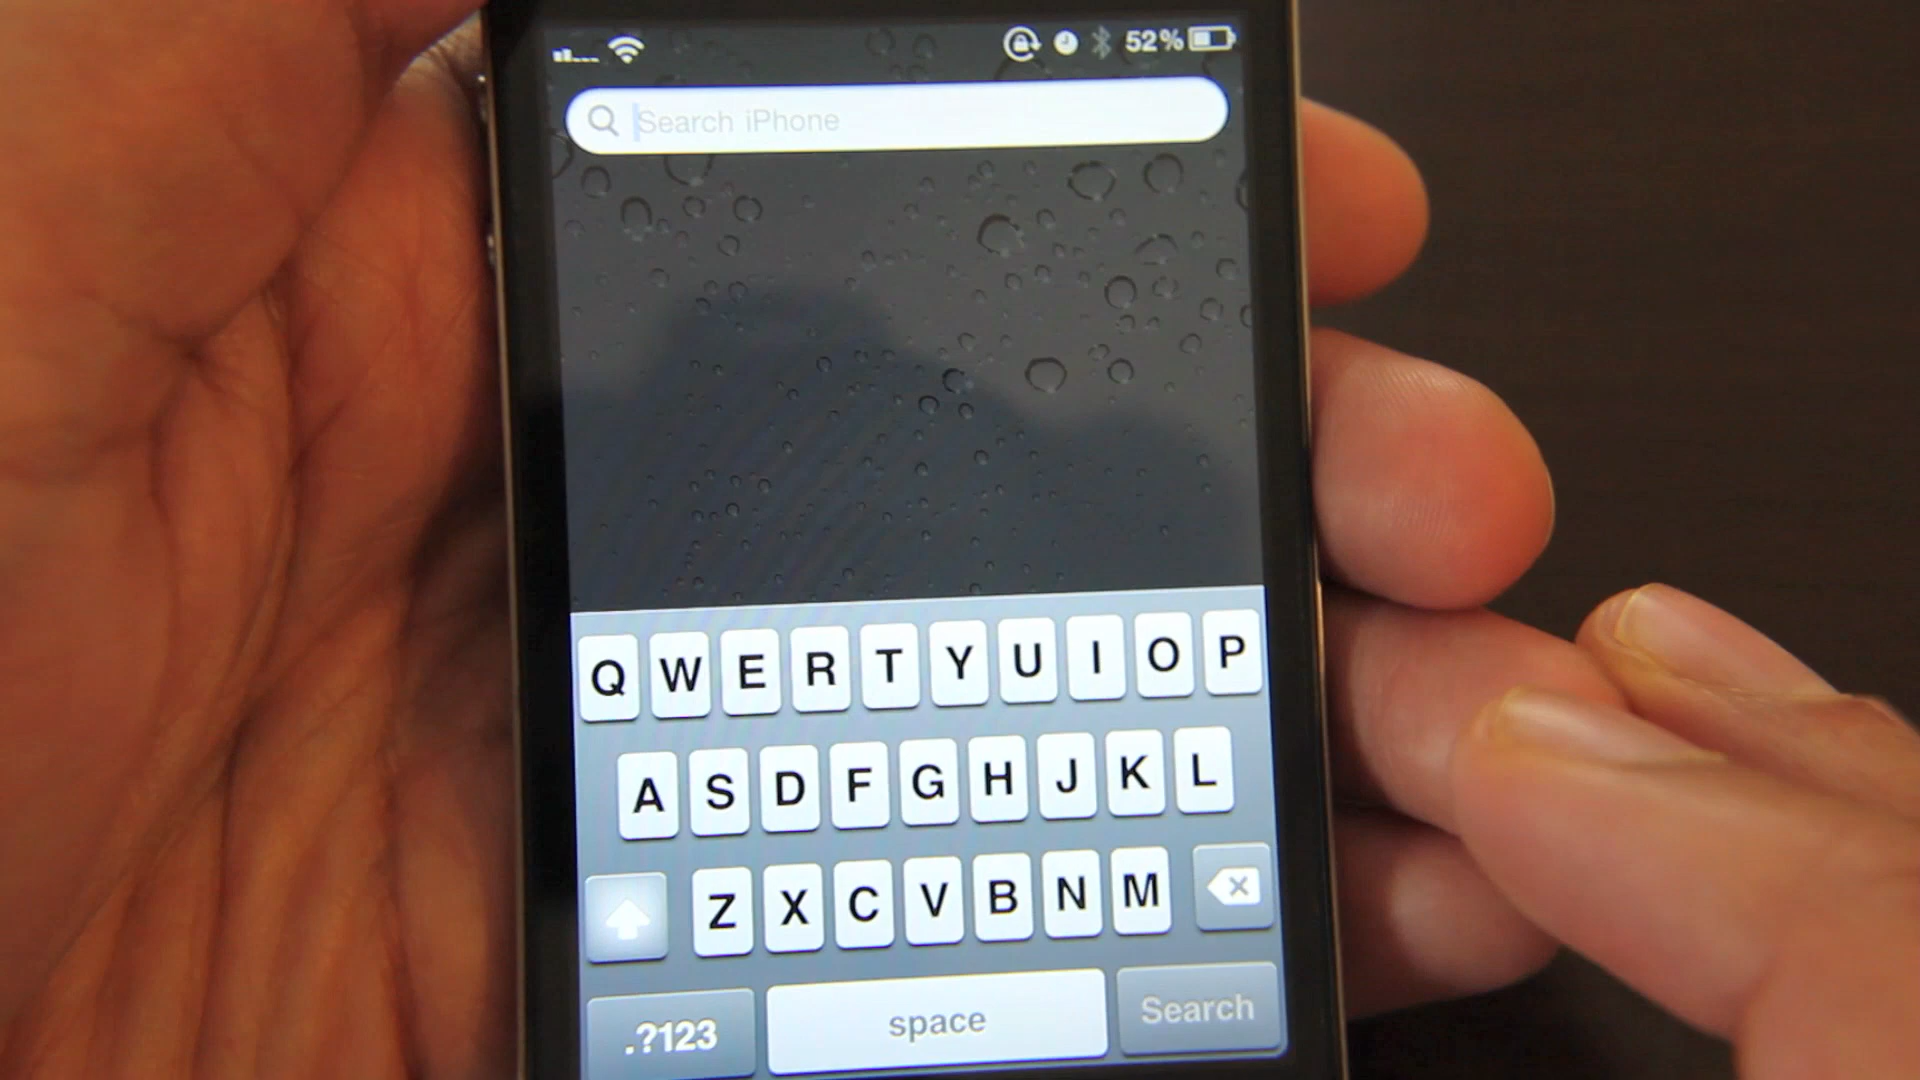 52%
Search iPhone
Q W E R T Y U I O P
A S D F G H J K L
Z X C V B N M
.?123 space Search